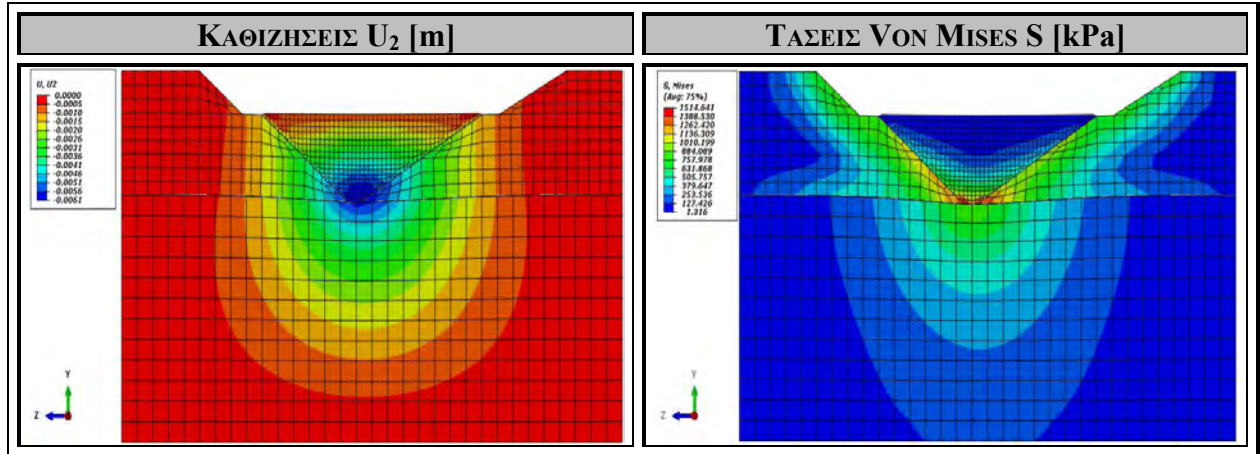 ΚΑΘΙΖΗΣΕΙΣ U2 [m]
ΤΑΣΕΙΣ VON MISES S [kPa]
U, U2
0.0000
-0.0005
-0.0010
-0.0015
-0.0020
-0.0026
-0.0031
-0.0036
-0.0041
-0.0046
-0.0051
-0.0056
-0.0061
Y
Z
S, Mises
(Avg: 75%)
1514.641
1388.530
1262.420
1136.309
1010.199
884.089
757.978
631.868
505.757
379.647
253.536
127.426
1.316
Y
Z